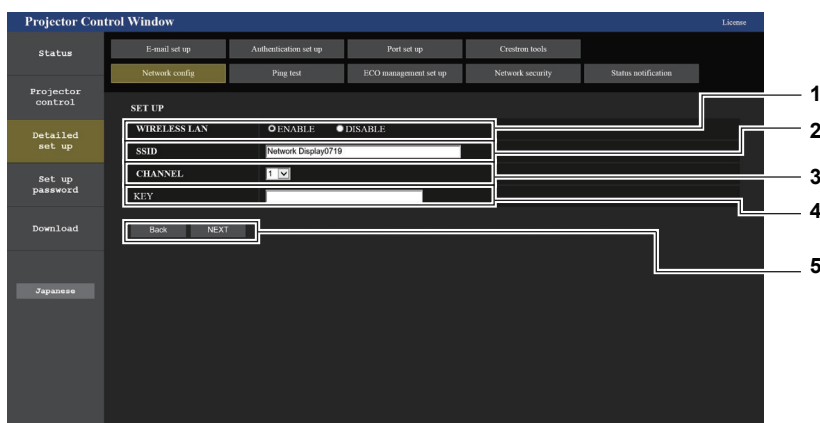 Projector Control Window
License
Status
E-mail set up
Authentication set up
Port set up
Crestron tools
Network config
Ping test
ECO management set up
Network security
Status notification
Projector
control
Detailed
set up
Set up
password
Download
Japanese
SET UP
WIRELESS LAN ENABLE DISABLE
SSID Network Display0719
CHANNEL 1
KEY
Back NEXT
1
2
3
4
5